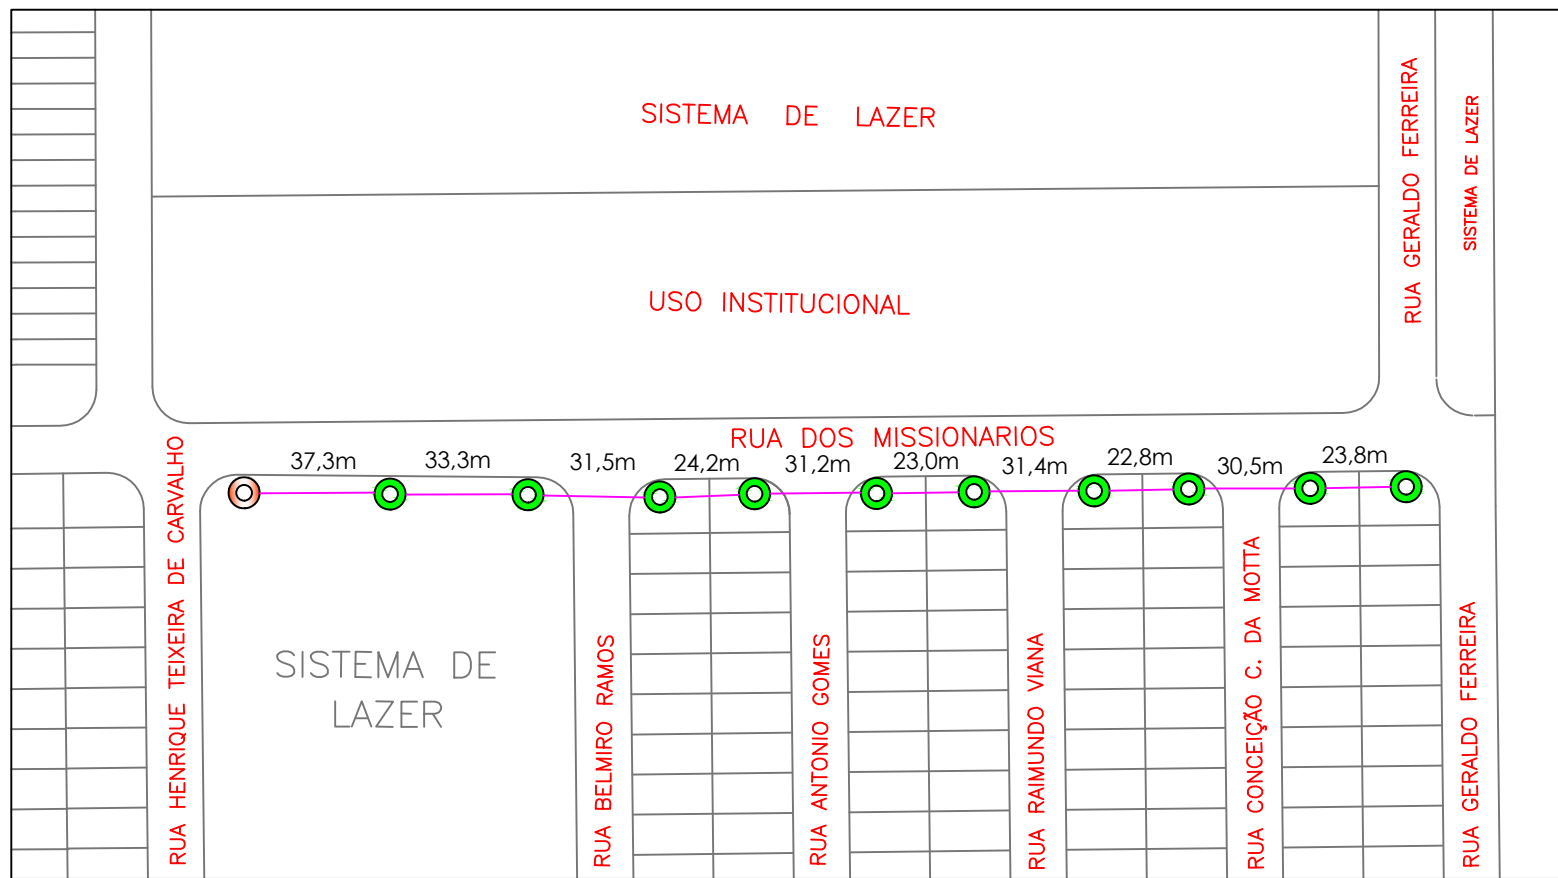 SISTEMA DE LAZER
RUA GERALDO FERREIRA
SISTEMA DE LAZER
USO INSTITUCIONAL
RUA DOS MISSIONARIOS
37,3m
33,3m
31,5m
24,2m
31,2m
23,0m
31,4m
22,8m
30,5m
23,8m
RUA HENRIQUE TEIXEIRA DE CARVALHO
SISTEMA DE
LAZER
RUA BELMIRO RAMOS
RUA ANTONIO GOMES
RUA RAIMUNDO VIANA
RUA CONCEIÇÃO C. DA MOTTA
RUA GERALDO FERREIRA